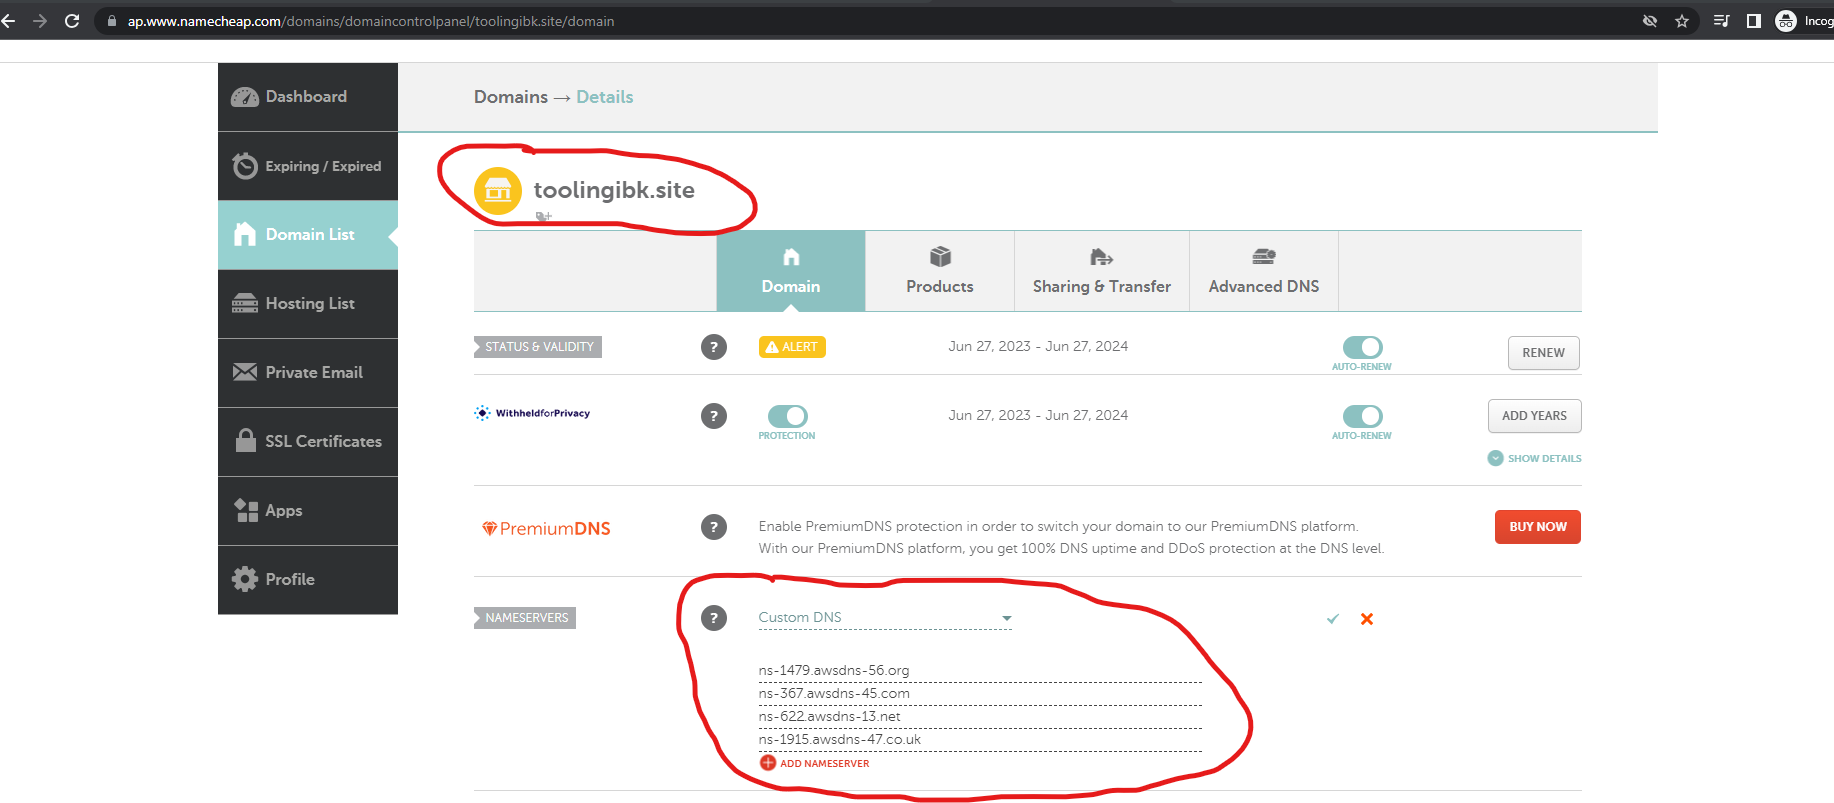 ap.www.namecheap.com/domains/domaincontrolpanel/toolingibk.site/domain
Dashboard
Expiring / Expired
Domain List
Hosting List
Private Email
SSL Certificates
Apps
Profile
Domains → Details
toolingibk.site
Domain
Products
Sharing & Transfer
Advanced DNS
STATUS & VALIDITY
?
ALERT
Jun 27, 2023 - Jun 27, 2024
AUTO-RENEW
RENEW
WithheldforPrivacy
?
PROTECTION
Jun 27, 2023 - Jun 27, 2024
AUTO-RENEW
ADD YEARS
SHOW DETAILS
PremiumDNS
?
Enable PremiumDNS protection in order to switch your domain to our PremiumDNS platform.
With our PremiumDNS platform, you get 100% DNS uptime and DDoS protection at the DNS level.
BUY NOW
NAMESERVERS
?
Custom DNS
ns-1479.awsdns-56.org
ns-367.awsdns-45.com
ns-622.awsdns-13.net
ns-1915.awsdns-47.co.uk
ADD NAMESERVER